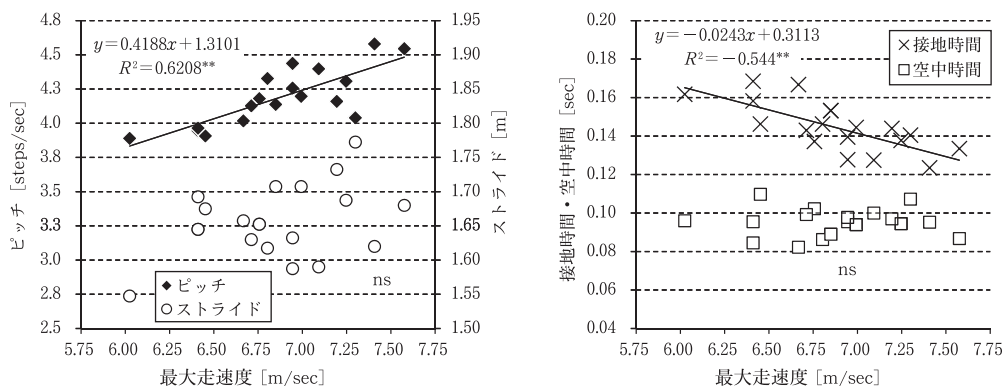 4.8
4.5
4.3
4.0
3.8
3.5
3.3
3.0
2.8
2.5
ピッチ [steps/sec]
y=0.4188x+1.3101
R²=0.6208**
ns
◆ ピッチ
○ ストライド
1.95
1.90
1.85
1.80
1.75
1.70
1.65
1.60
1.55
1.50
ストライド [m]
5.75 6.00 6.25 6.50 6.75 7.00 7.25 7.50 7.75
最大走速度 [m/sec]
0.20
0.18
0.16
0.14
0.12
0.10
0.08
0.06
0.04
接地時間・空中時間 [sec]
y=−0.0243x+0.3113
R²=−0.544**
×接地時間
□空中時間
ns
5.75 6.00 6.25 6.50 6.75 7.00 7.25 7.50 7.75
最大走速度 [m/sec]